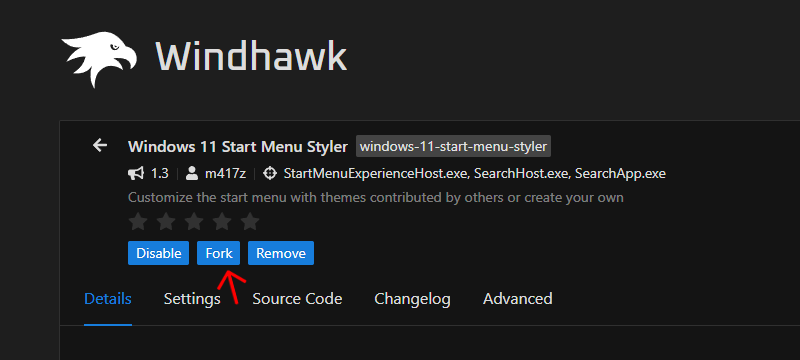 Windhawk
Windows 11 Start Menu Styler windows-11-start-menu-styler
1.3 m417z StartMenuExperienceHost.exe, SearchHost.exe, SearchApp.exe
Customize the start menu with themes contributed by others or create your own
Disable Fork Remove
Details Settings Source Code Changelog Advanced